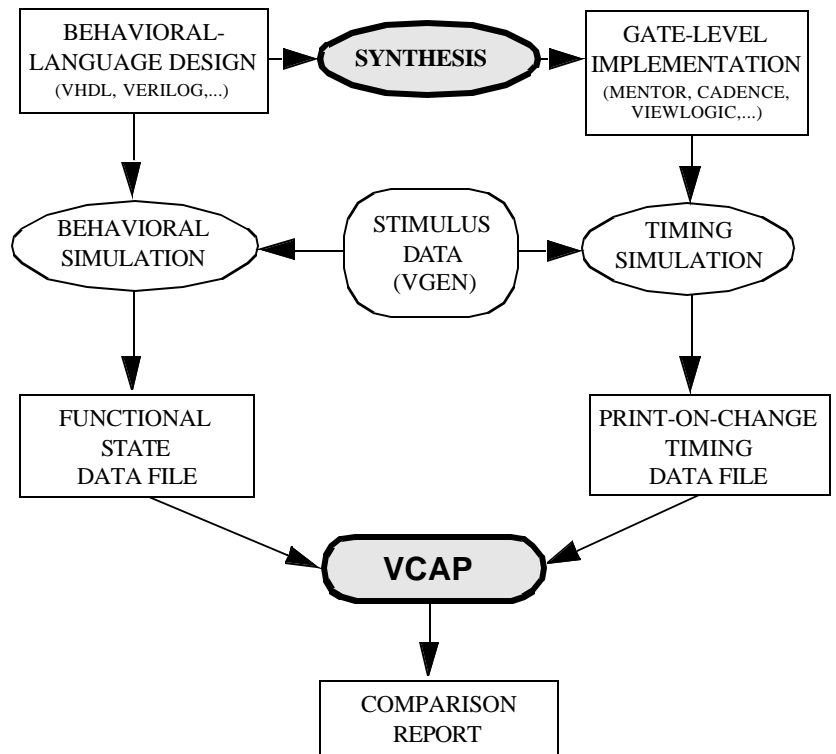 BEHAVIORAL-
LANGUAGE DESIGN
(VHDL, VERILOG,...)
SYNTHESIS
GATE-LEVEL
IMPLEMENTATION
(MENTOR, CADENCE,
VIEWLOGIC,...)
BEHAVIORAL
SIMULATION
STIMULUS
DATA
(VGEN)
TIMING
SIMULATION
FUNCTIONAL
STATE
DATA FILE
PRINT-ON-CHANGE
TIMING
DATA FILE
VCAP
COMPARISON
REPORT